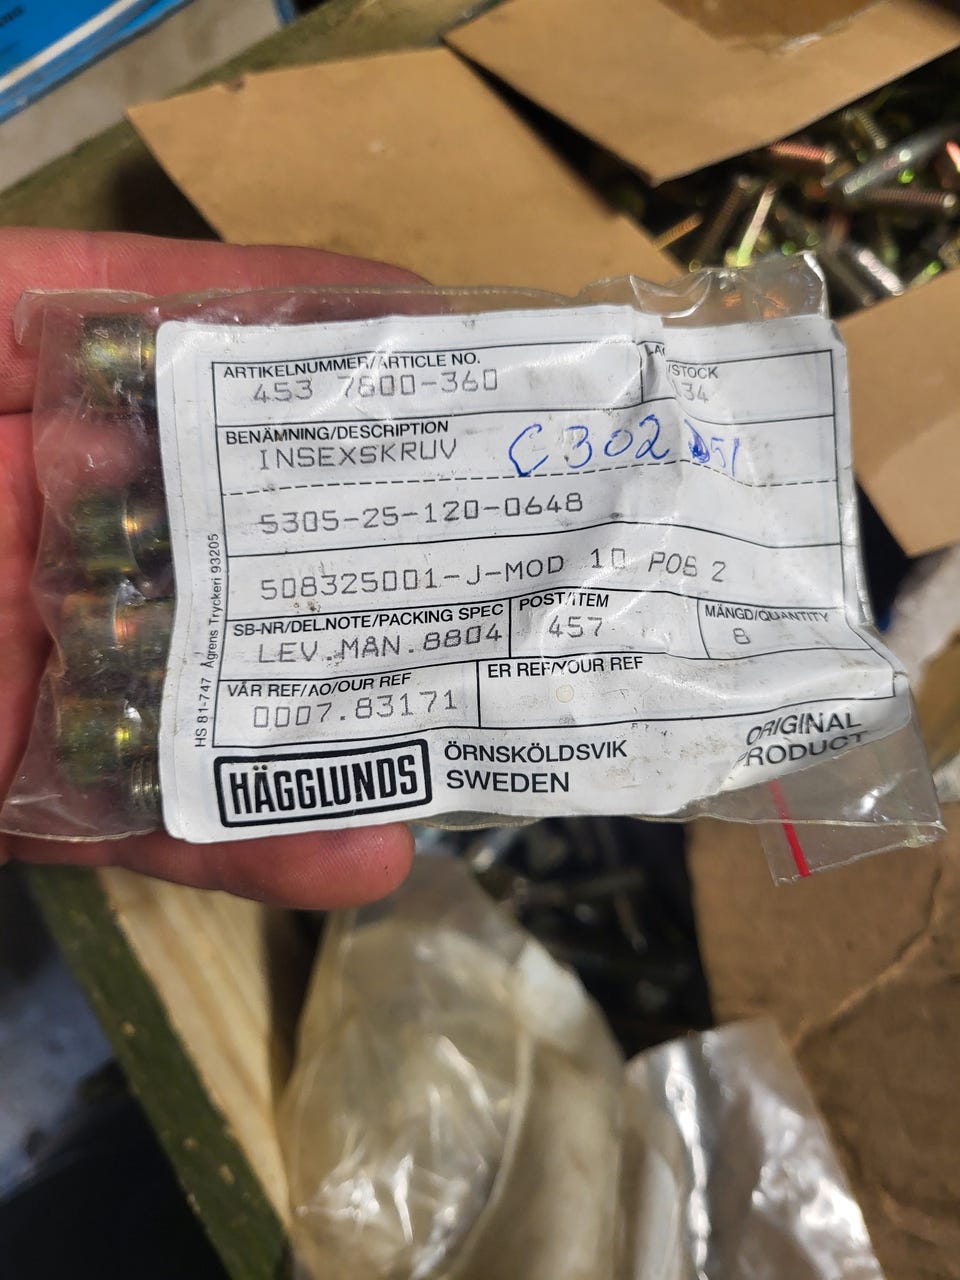 ARTIKELNUMMER/ARTICLE NO.
453 7800-360
/STOCK
34
BENÄMNING/DESCRIPTION
INSEXSKRUV
C302
51
5305-25-120-0648
508325001-J-MOD 10 POS 2
SB-NR/DELNOTE/PACKING SPEC
LEV.MAN.8804
POST/ITEM
457
MÄNGD/QUANTITY
8
VÅR REF/AO/OUR REF
0007.83171
ER REF/YOUR REF
HÄGGLUNDS
ÖRNSKÖLDSVIK
SWEDEN
ORIGINAL
PRODUCT
HS 81-747 Ågrens Tryckeri 93205